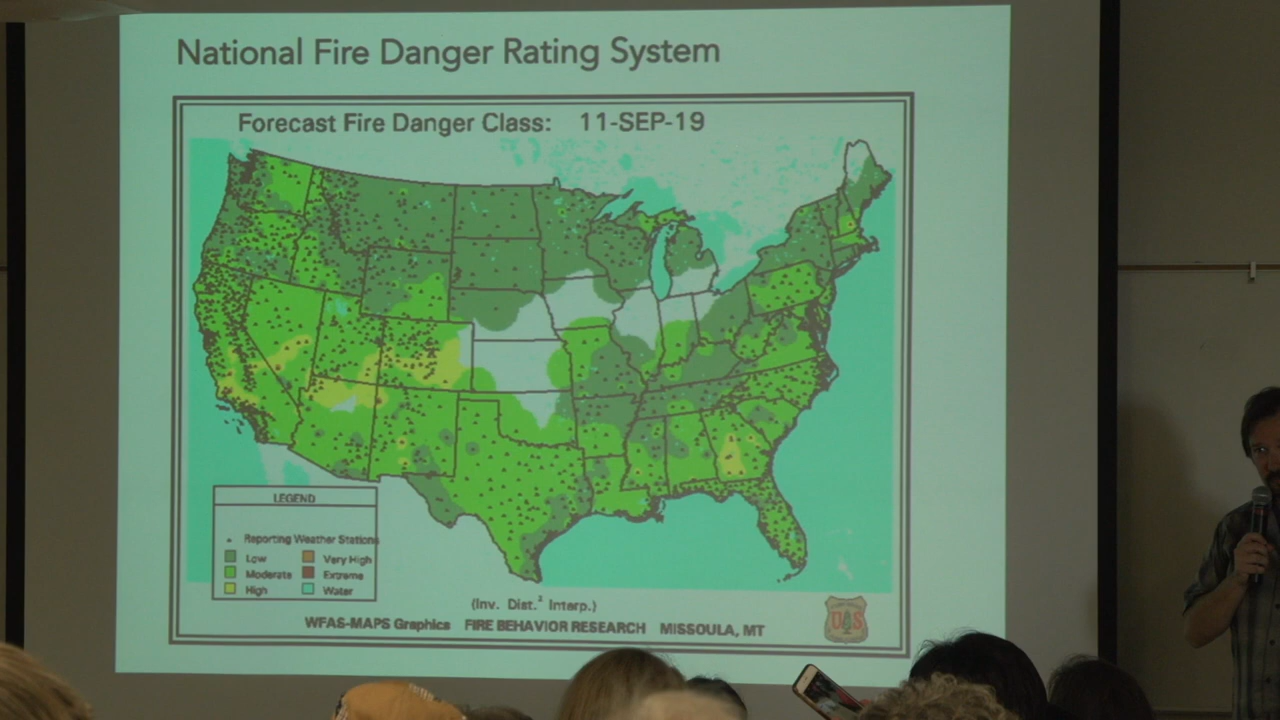 National Fire Danger Rating System
Forecast Fire Danger Class: 11-SEP-19
LEGEND
Reporting Weather Stations
Low
Very High
Moderate
Extreme
High
Water
(Inv. Dist.² Interp.)
WFAS-MAPS Graphics FIRE BEHAVIOR RESEARCH MISSOULA, MT
U S